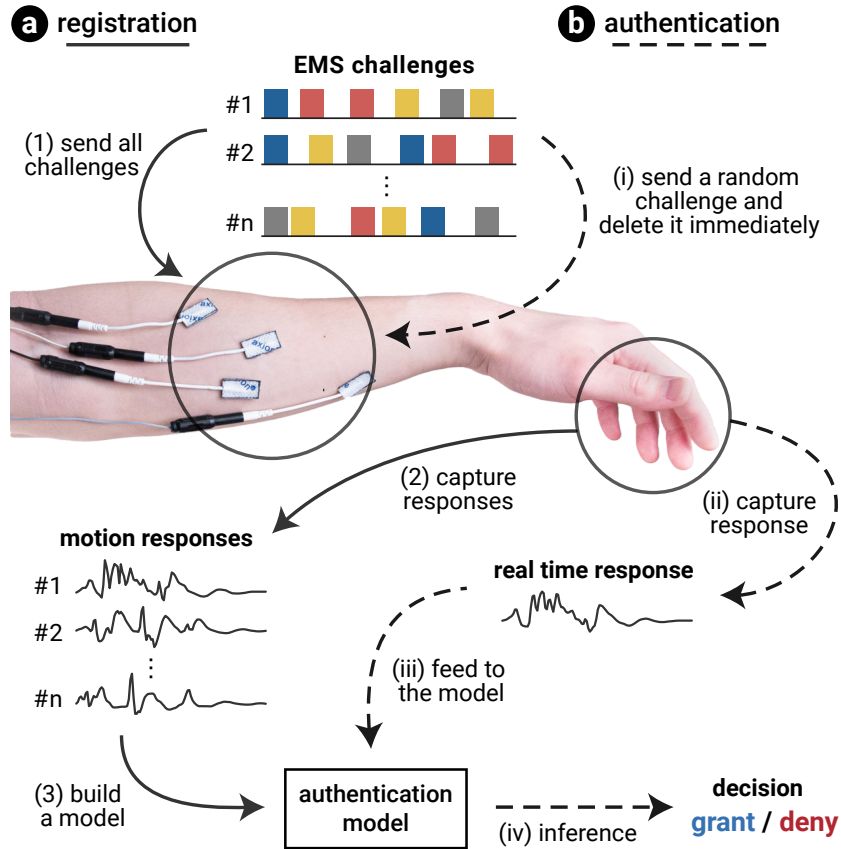 a registration
b authentication
EMS challenges
#1
#2
#n
(1) send all
challenges
(i) send a random
challenge and
delete it immediately
axion
(2) capture
responses
(ii) capture
response
motion responses
#1
#2
#n
real time response
(iii) feed to
the model
(3) build
a model
authentication
model
(iv) inference
decision
grant / deny